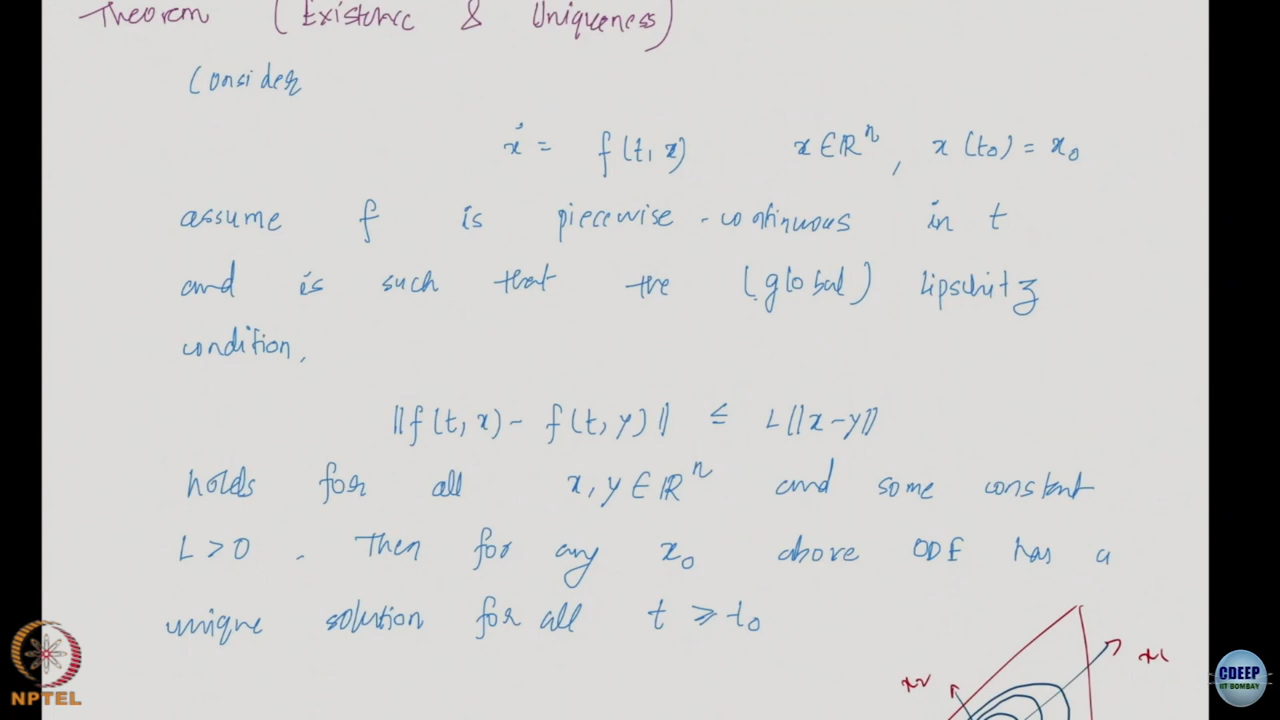 Theorem (Existence & Uniqueness)
Consider
ẋ = f(t, x) x ∈ ℝⁿ, x(t₀) = x₀
assume f is piecewise-continuous in t
and is such that the (global) Lipschitz
condition,
||f(t, x) - f(t, y)|| ≤ L||x-y||
holds for all x, y ∈ ℝⁿ and some constant
L > 0. Then for any x₀ above ODE has a
unique solution for all t ≥ t₀
x₁
x₂
NPTEL
CDEEP
IIT BOMBAY